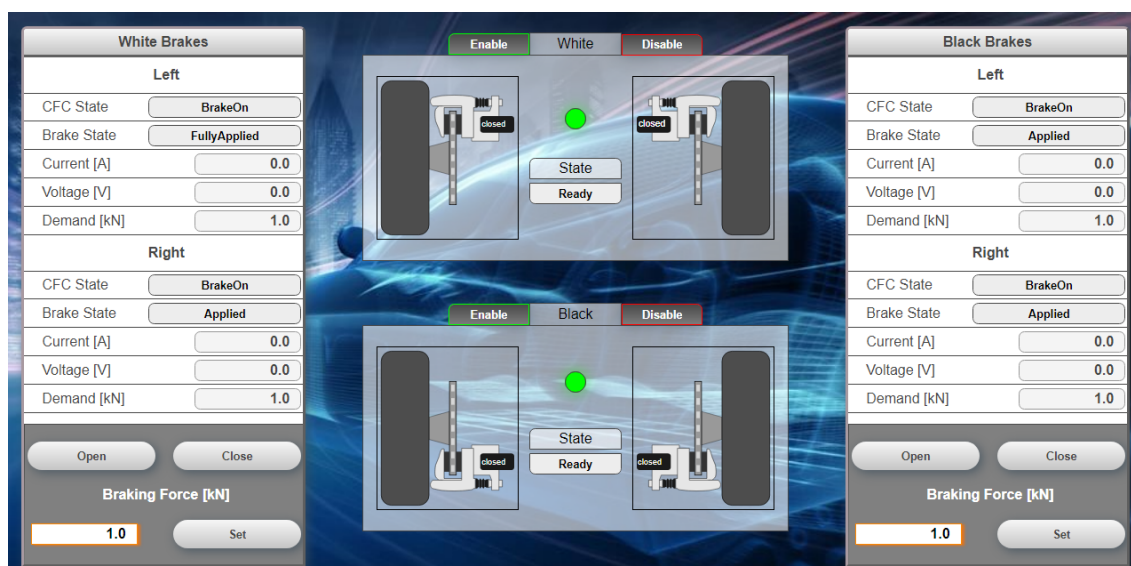 White Brakes
Left
CFC State BrakeOn
Brake State FullyApplied
Current [A] 0.0
Voltage [V] 0.0
Demand [kN] 1.0
Right
CFC State BrakeOn
Brake State Applied
Current [A] 0.0
Voltage [V] 0.0
Demand [kN] 1.0
Open Close
Braking Force [kN]
1.0 Set
Enable White Disable
closed closed
State
Ready
Enable Black Disable
State
closed Ready closed
Black Brakes
Left
CFC State BrakeOn
Brake State Applied
Current [A] 0.0
Voltage [V] 0.0
Demand [kN] 1.0
Right
CFC State BrakeOn
Brake State Applied
Current [A] 0.0
Voltage [V] 0.0
Demand [kN] 1.0
Open Close
Braking Force [kN]
1.0 Set